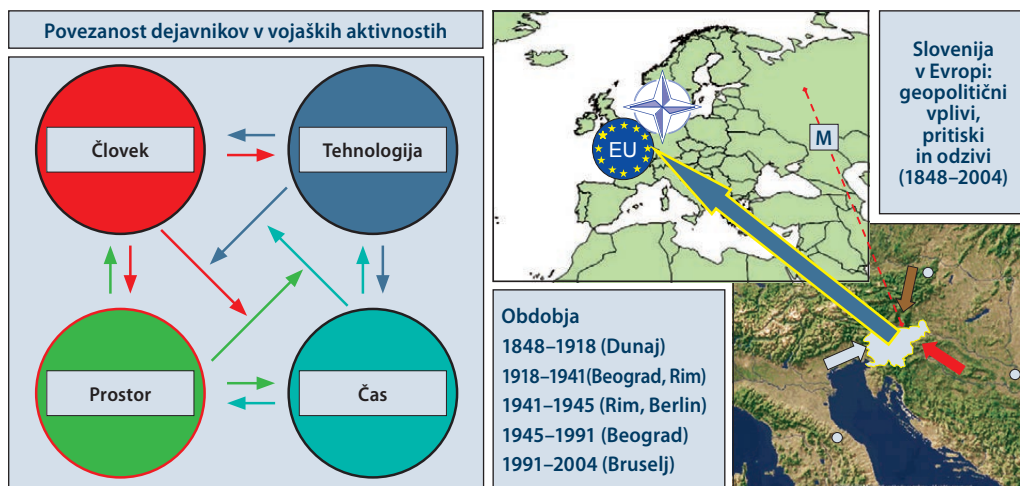 Povezanost dejavnikov v vojaških aktivnostih
Človek
Tehnologija
Prostor
Čas
EU
M
Slovenija
v Evropi:
geopolitični
vplivi,
pritiski
in odzivi
(1848–2004)
Obdobja
1848–1918 (Dunaj)
1918–1941(Beograd, Rim)
1941–1945 (Rim, Berlin)
1945–1991 (Beograd)
1991–2004 (Bruselj)